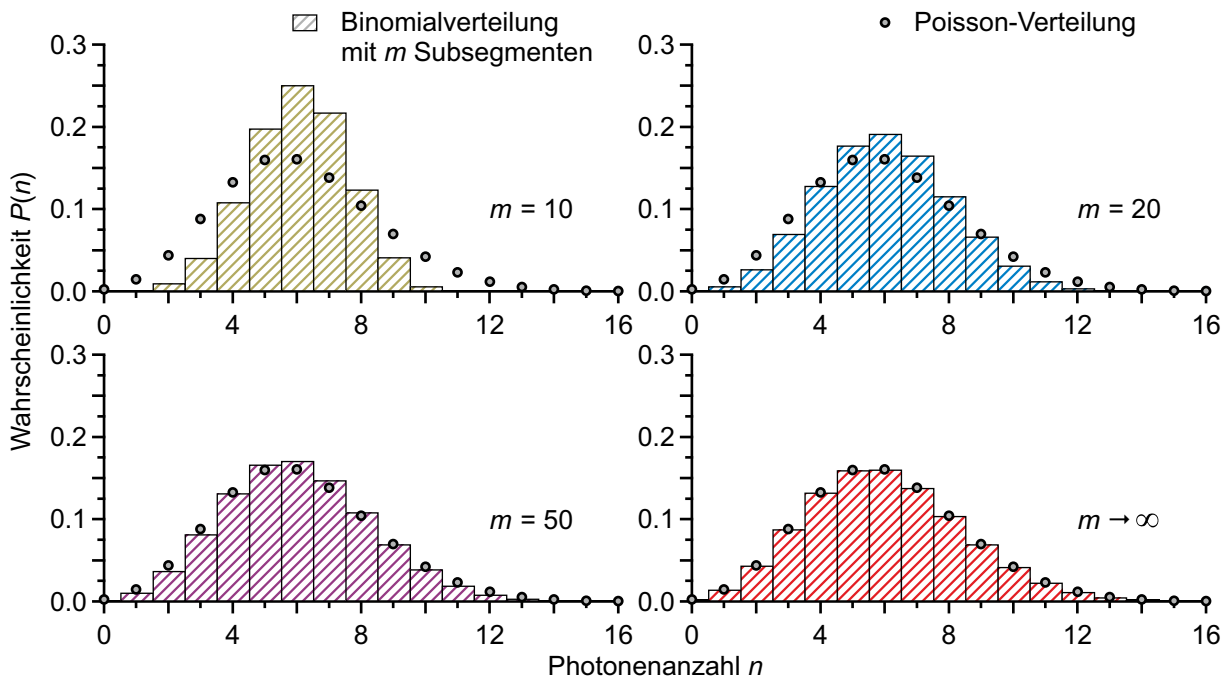 Binomialverteilung
mit m Subsegmenten
Poisson-Verteilung
Wahrscheinlichkeit P(n)
0.3
0.2
0.1
0.0
m = 10
0 4 8 12 16
0.3
0.2
0.1
0.0
m = 20
0 4 8 12 16
0.3
0.2
0.1
0.0
m = 50
0 4 8 12 16
0.3
0.2
0.1
0.0
m → ∞
0 4 8 12 16
Photonenanzahl n